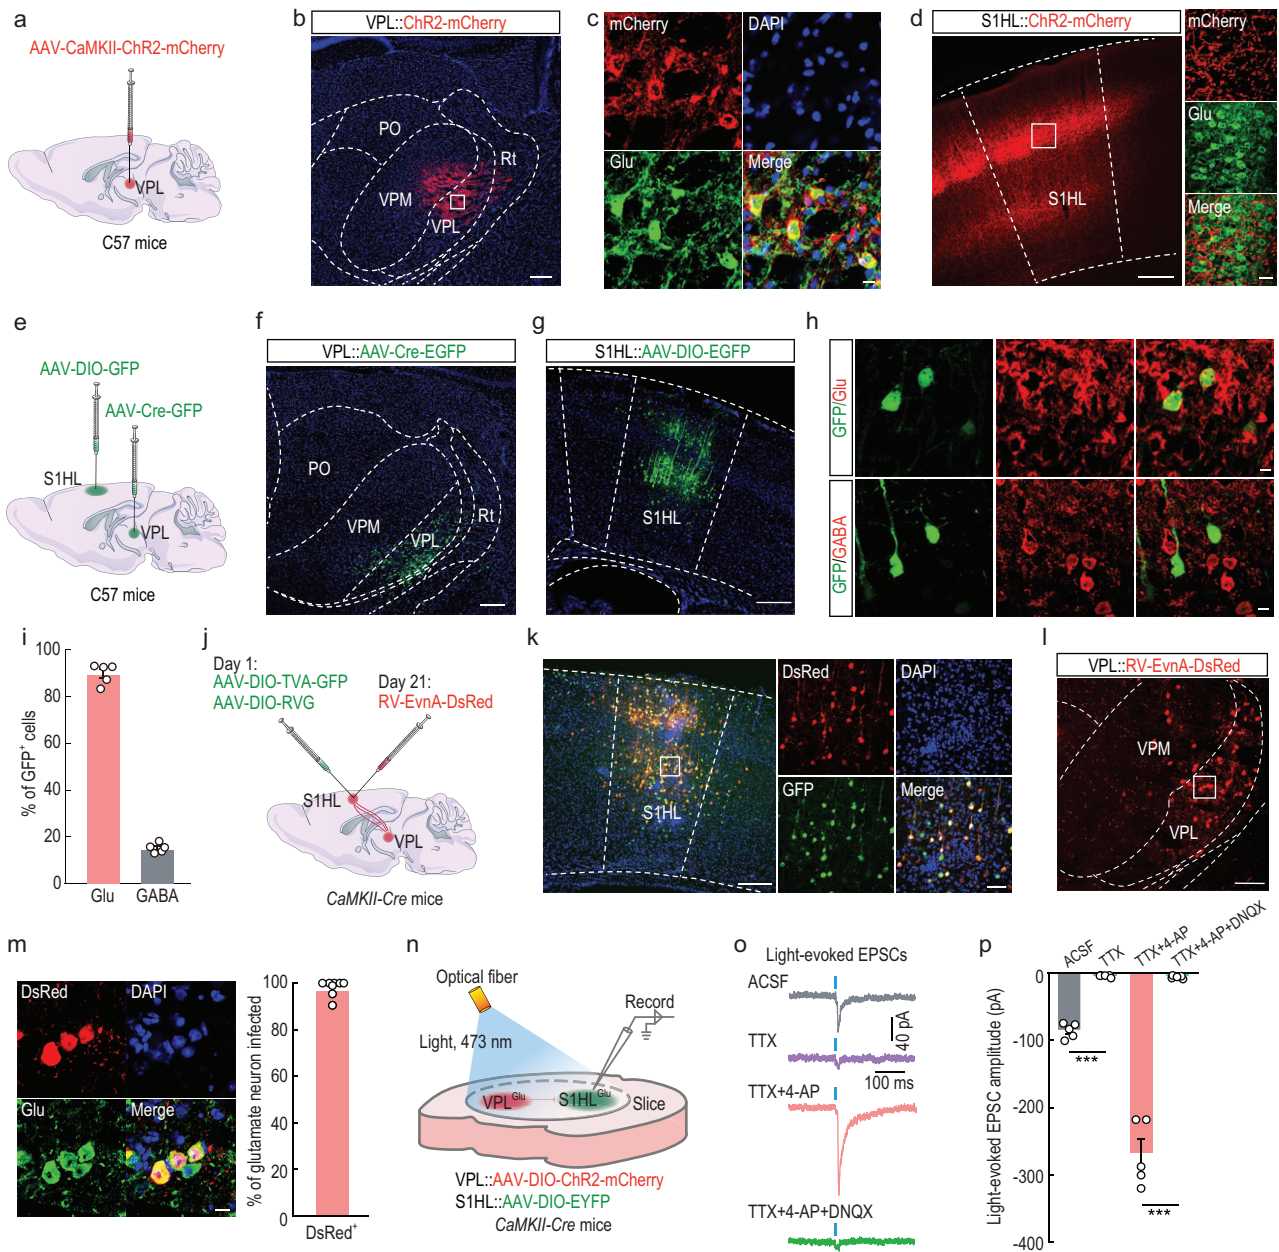 a
AAV-CaMKII-ChR2-mCherry
VPL
C57 mice
b
VPL::ChR2-mCherry
PO
Rt
VPM
VPL
c
mCherry
DAPI
Glu
Merge
d
S1HL::ChR2-mCherry
S1HL
mCherry
Glu
Merge
e
AAV-DIO-GFP
AAV-Cre-GFP
S1HL
VPL
C57 mice
f
VPL::AAV-Cre-EGFP
PO
VPM
VPL
Rt
g
S1HL::AAV-DIO-EGFP
S1HL
h
GFP/Glu
GFP/GABA
i
% of GFP+ cells
100
80
60
40
20
0
Glu
GABA
j
Day 1:
AAV-DIO-TVA-GFP
AAV-DIO-RVG
Day 21:
RV-EvnA-DsRed
S1HL
VPL
CaMKII-Cre mice
k
S1HL
DsRed
DAPI
GFP
Merge
l
VPL::RV-EvnA-DsRed
VPM
VPL
m
DsRed
DAPI
Glu
Merge
% of glutamate neuron infected
100
80
60
40
20
0
DsRed+
n
Optical fiber
Record
Light, 473 nm
VPL Glu
S1HL Glu
Slice
VPL::AAV-DIO-ChR2-mCherry
S1HL::AAV-DIO-EYFP
CaMKII-Cre mice
o
Light-evoked EPSCs
ACSF
40 pA
TTX
100 ms
TTX+4-AP
TTX+4-AP+DNQX
p
ACSF
TTX
TTX+4-AP
TTX+4-AP+DNQX
Light-evoked EPSC amplitude (pA)
0
-100
-200
-300
-400
***
***